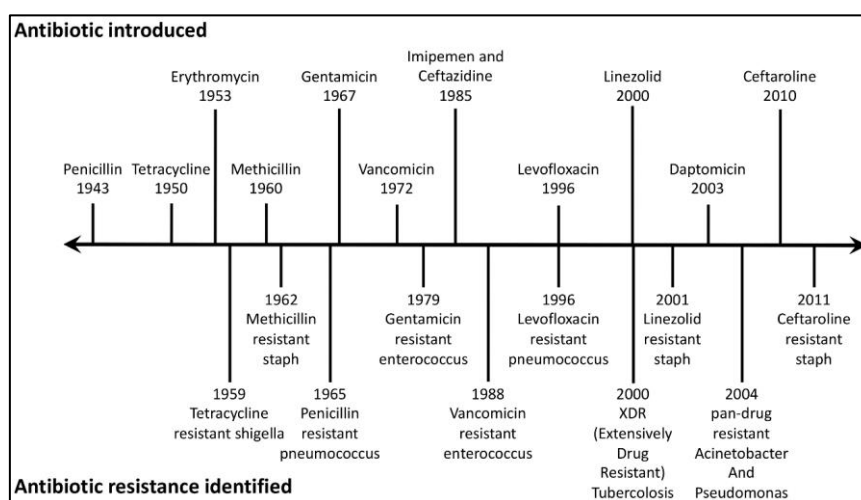 Antibiotic introduced
Imipemen and
Erythromycin
Gentamicin
Ceftazidine
Linezolid
Ceftaroline
1953
1967
1985
2000
2010
Penicillin
Tetracycline
Methicillin
Vancomicin
Levofloxacin
Daptomicin
1943
1950
1960
1972
1996
2003
1962
Methicillin
resistant
staph
1979
Gentamicin
resistant
enterococcus
1996
Levofloxacin
resistant
pneumococcus
2001
Linezolid
resistant
staph
2011
Ceftaroline
resistant
staph
1959
Tetracycline
resistant shigella
1965
Penicillin
resistant
pneumococcus
1988
Vancomicin
resistant
enterococcus
2000
XDR
(Extensively
Drug
Resistant)
Tubercolosis
2004
pan-drug
resistant
Acinetobacter
And
Pseudomonas
Antibiotic resistance identified